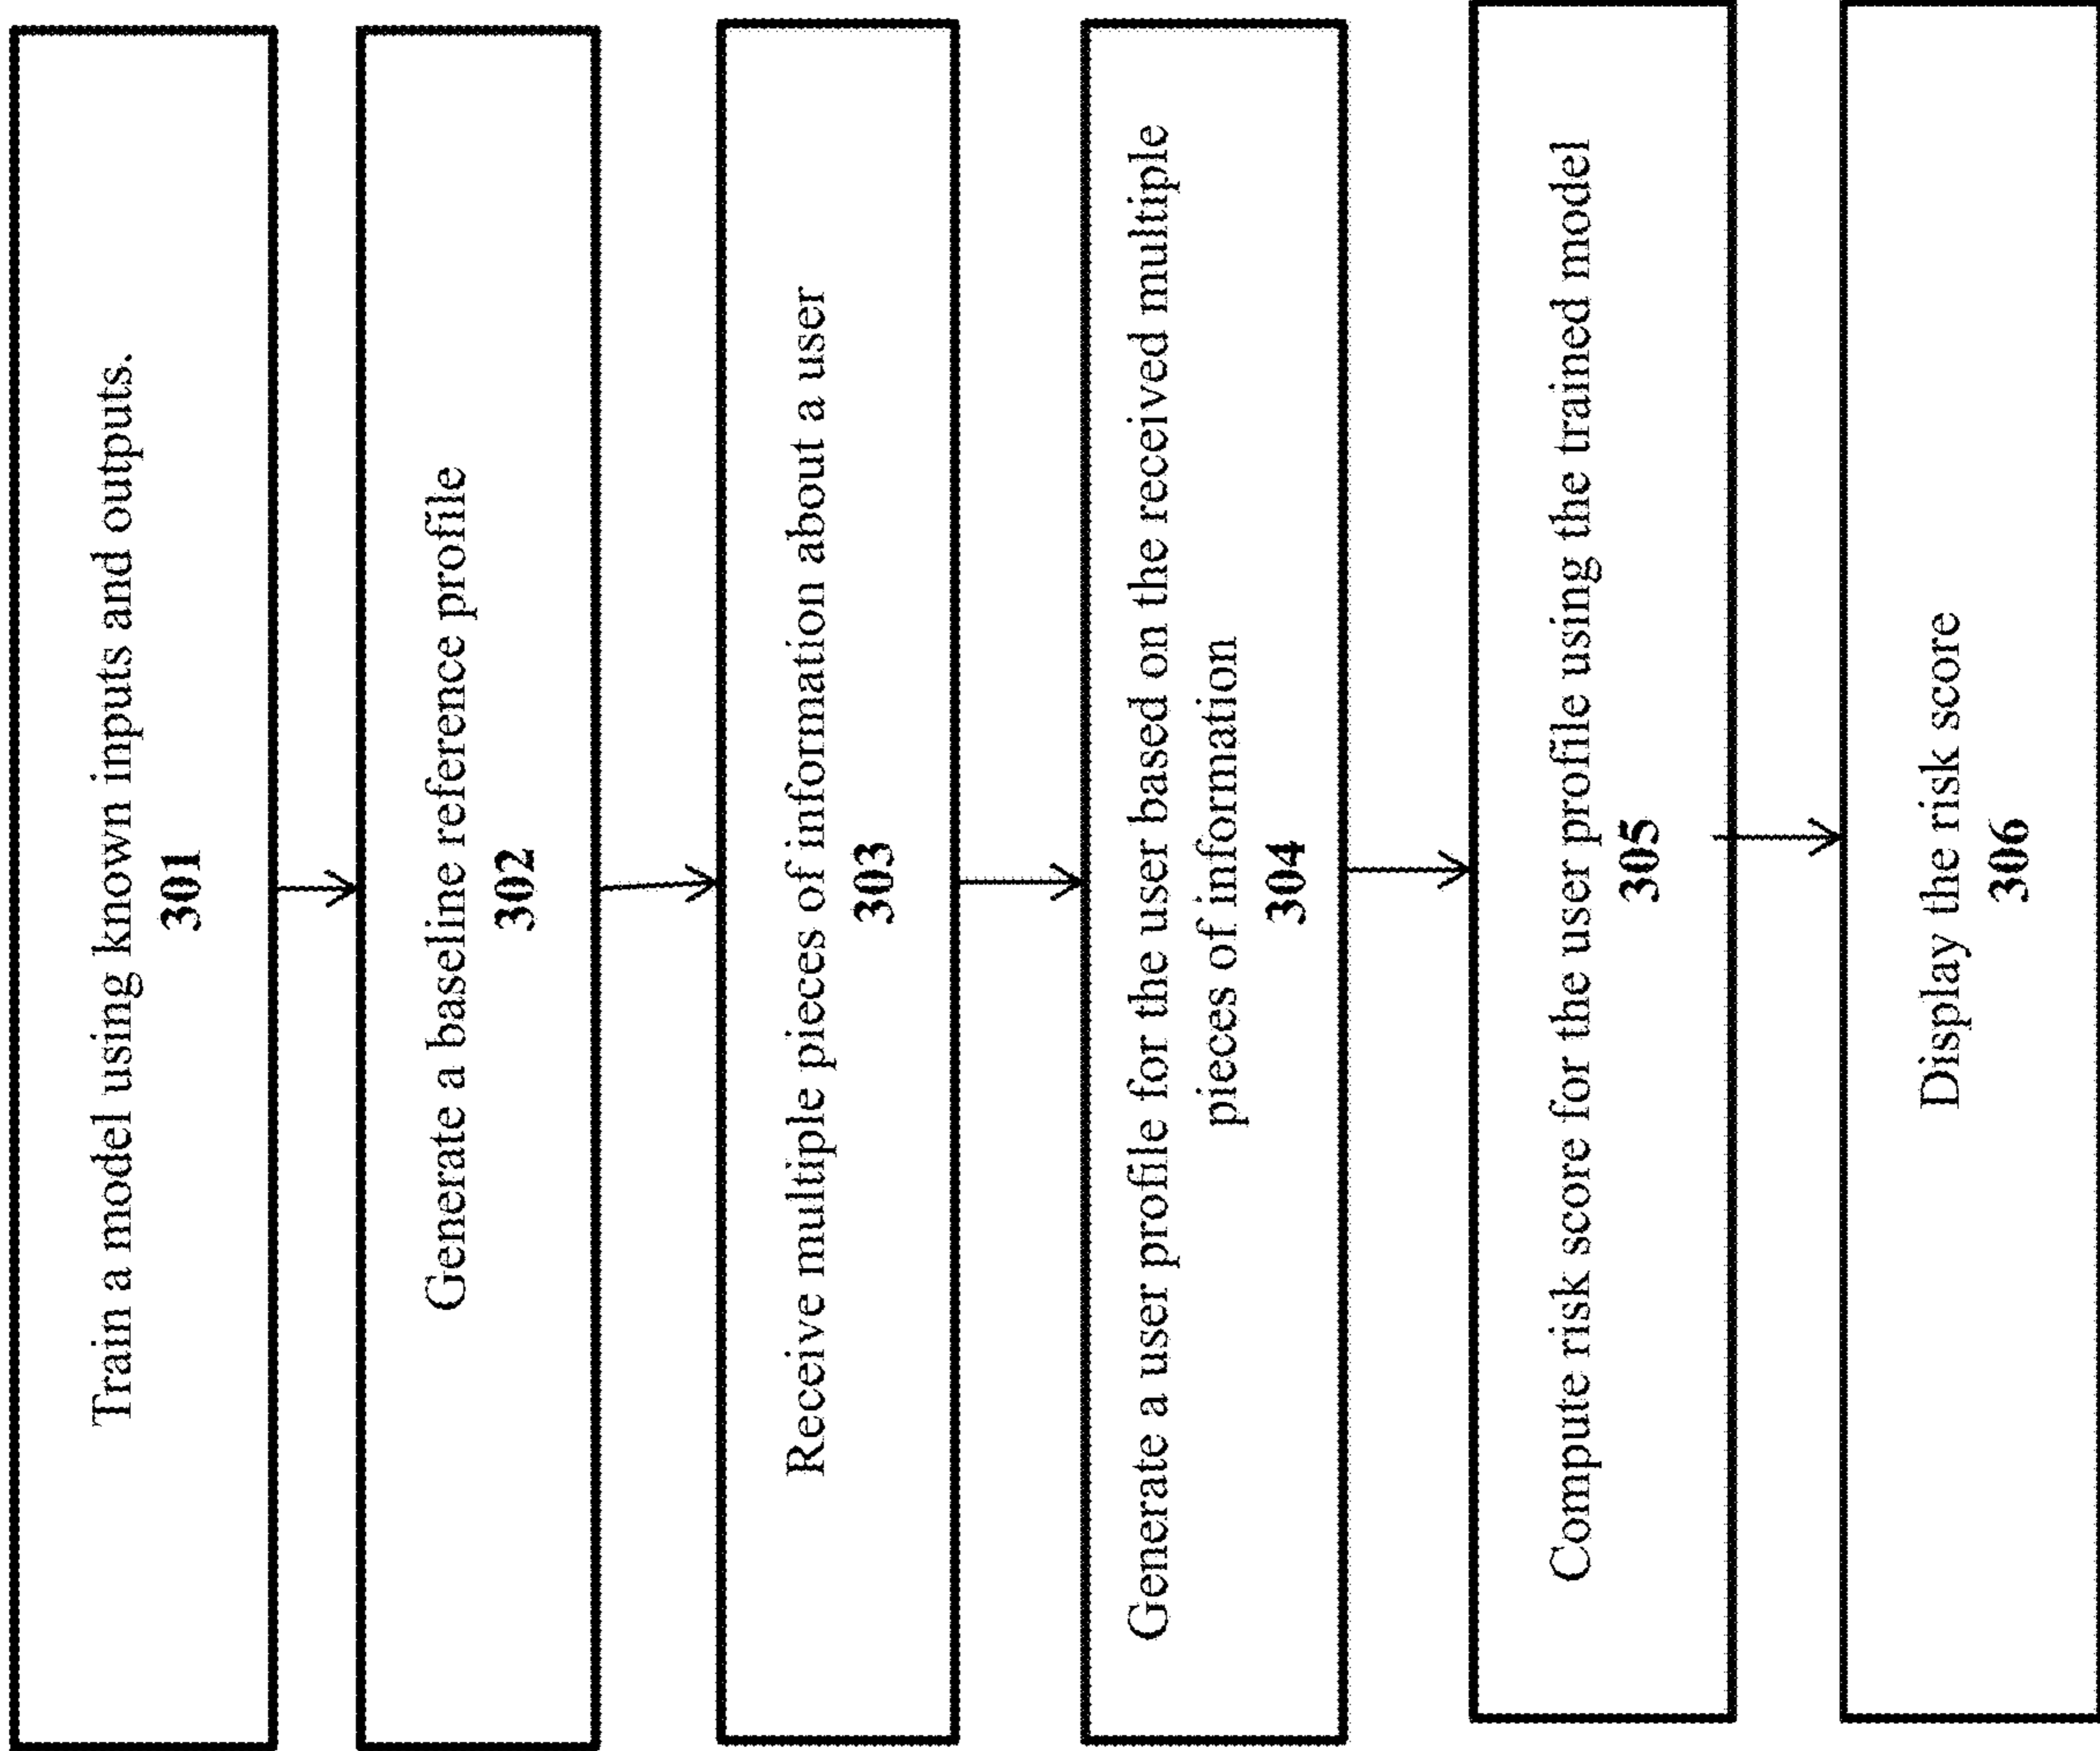 Train a model using known inputs and outputs.
301
Generate a baseline reference profile
302
Receive multiple pieces of information about a user
303
Generate a user profile for the user based on the received multiple
pieces of information
304
Compute risk score for the user profile using the trained model
305
Display the risk score
306